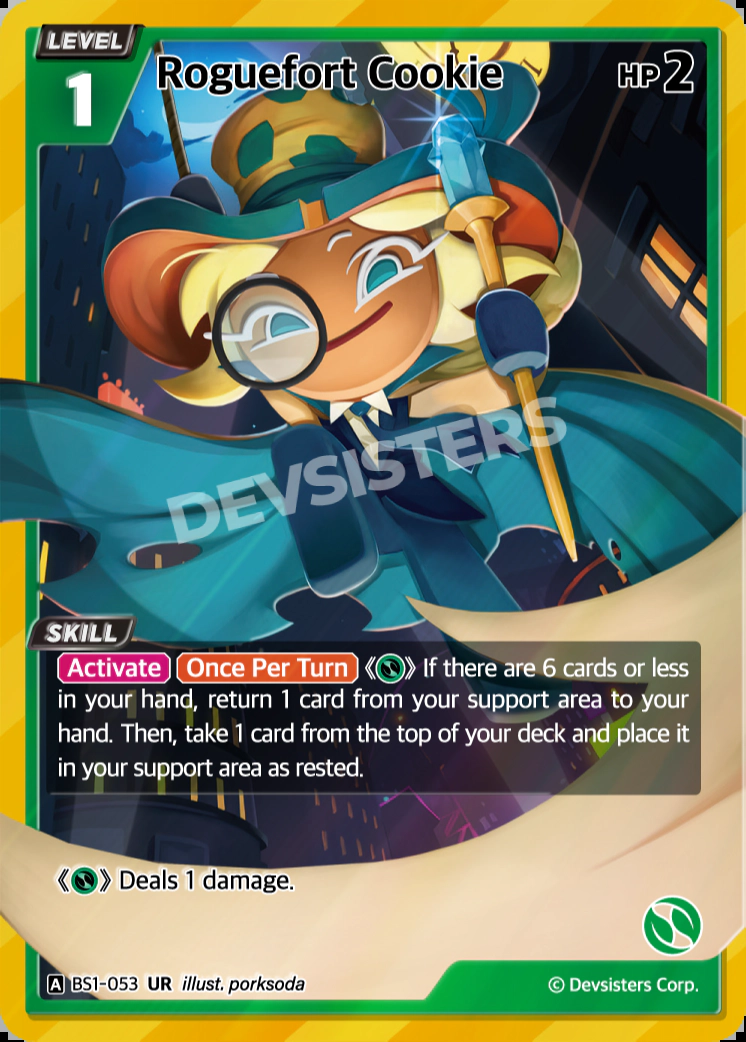 LEVEL
1
Roguefort Cookie
HP 2
DEVSISTERS
SKILL
Activate Once Per Turn 《 》 If there are 6 cards or less
in your hand, return 1 card from your support area to your
hand. Then, take 1 card from the top of your deck and place it
in your support area as rested.
《 》 Deals 1 damage.
A BS1-053 UR illust. porksoda
© Devsisters Corp.